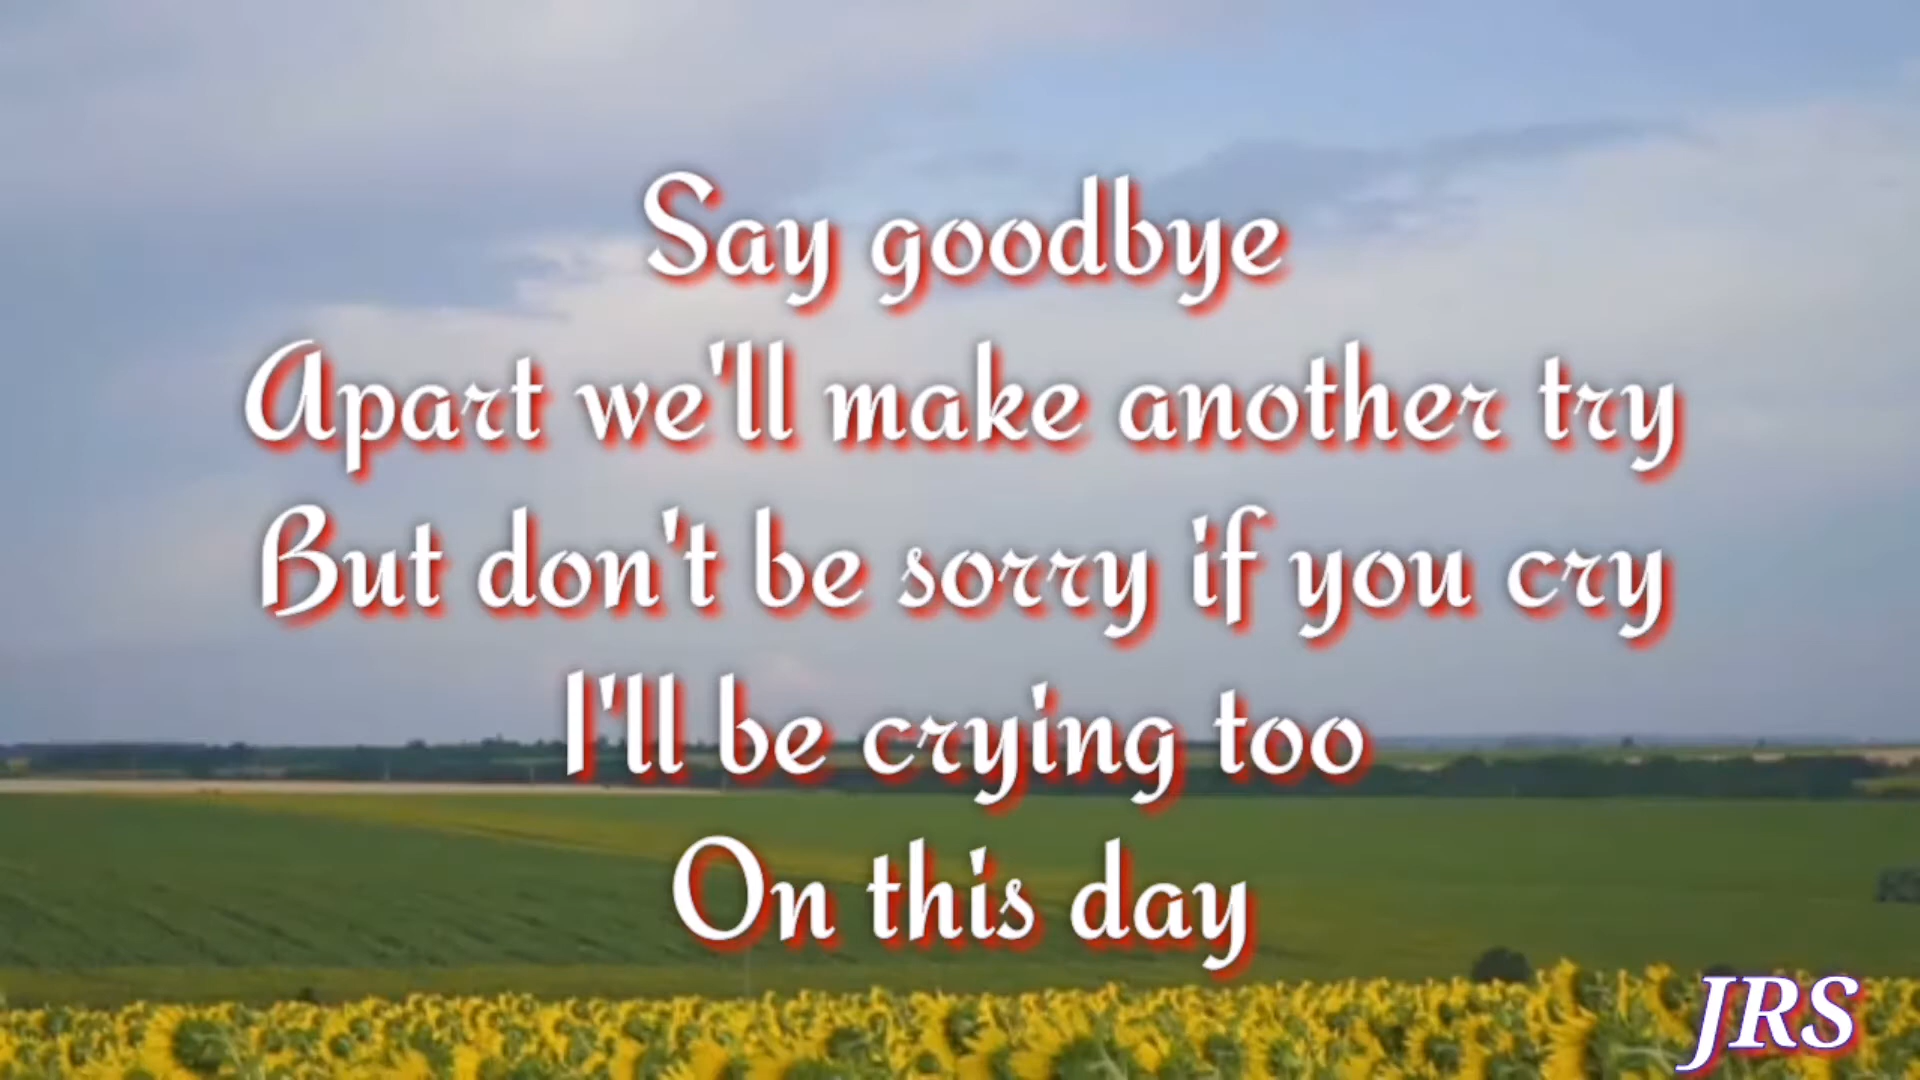 Say goodbye
Apart we'll make another try
But don't be sorry if you cry
I'll be crying too
On this day
JRS